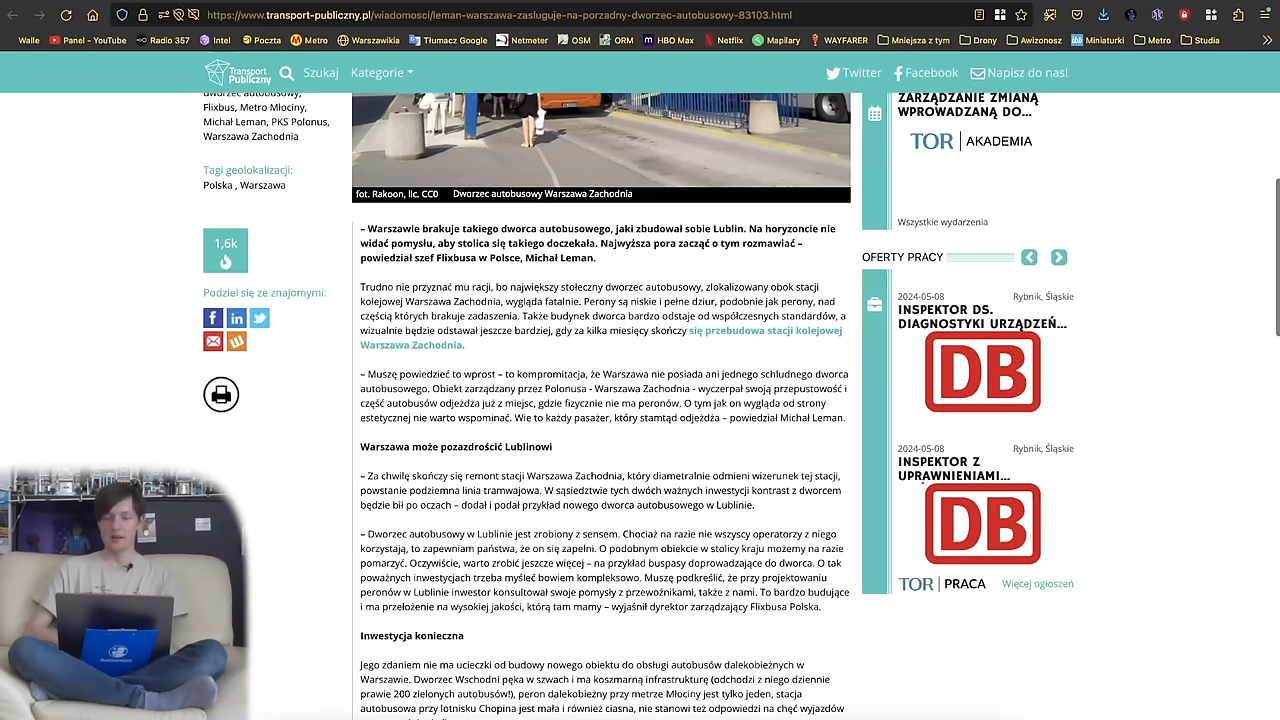 https://www.transport-publiczny.pl/wiadomosci/leman-warszawa-zasluguje-na-porzadny-dworzec-autobusowy-83103.html
Walle
Panel - YouTube
Radio 357
Intel
Poczta
Metro
Warszawikia
Tłumacz Google
Netmeter
OSM
ORM
HBO Max
Netflix
Mapilary
WAYFARER
Mniejsza z tym
Drony
Awizonosz
Miniaturki
Metro
Studia
Transport
Publiczny
Szukaj
Kategorie
Twitter
Facebook
Napisz do nas!
dworzec autobusowy,
Flixbus, Metro Młociny,
Michał Leman, PKS Polonus,
Warszawa Zachodnia
Tagi geolokalizacji:
Polska , Warszawa
1,6k
Podziel się ze znajomymi:
fot. Rakoon, lic. CC0 Dworzec autobusowy Warszawa Zachodnia
– Warszawie brakuje takiego dworca autobusowego, jaki zbudował sobie Lublin. Na horyzoncie nie
widać pomysłu, aby stolica się takiego doczekała. Najwyższa pora zacząć o tym rozmawiać –
powiedział szef Flixbusa w Polsce, Michał Leman.
Trudno nie przyznać mu racji, bo największy stołeczny dworzec autobusowy, zlokalizowany obok stacji
kolejowej Warszawa Zachodnia, wygląda fatalnie. Perony są niskie i pełne dziur, podobnie jak perony, nad
częścią których brakuje zadaszenia. Także budynek dworca bardzo odstaje od współczesnych standardów, a
wizualnie będzie odstawał jeszcze bardziej, gdy za kilka miesięcy skończy się przebudowa stacji kolejowej
Warszawa Zachodnia.
– Muszę powiedzieć to wprost – to kompromitacja, że Warszawa nie posiada ani jednego schludnego dworca
autobusowego. Obiekt zarządzany przez Polonusa - Warszawa Zachodnia - wyczerpał swoją przepustowość i
część autobusów odjeżdża już z miejsc, gdzie fizycznie nie ma peronów. O tym jak on wygląda od strony
estetycznej nie warto wspominać. Wie to każdy pasażer, który stamtąd odjeżdża – powiedział Michał Leman.
Warszawa może pozazdrościć Lublinowi
– Za chwilę skończy się remont stacji Warszawa Zachodnia, który diametralnie odmieni wizerunek tej stacji,
powstanie podziemna linia tramwajowa. W sąsiedztwie tych dwóch ważnych inwestycji kontrast z dworcem
będzie bił po oczach – dodał i podał przykład nowego dworca autobusowego w Lublinie.
– Dworzec autobusowy w Lublinie jest zrobiony z sensem. Chociaż na razie nie wszyscy operatorzy z niego
korzystają, to zapewniam państwa, że on się zapełni. O podobnym obiekcie w stolicy kraju możemy na razie
pomarzyć. Oczywiście, warto zrobić jeszcze więcej – na przykład buspasy doprowadzające do dworca. O tak
poważnych inwestycjach trzeba myśleć bowiem kompleksowo. Muszę podkreślić, że przy projektowaniu
peronów w Lublinie inwestor konsultował swoje pomysły z przewoźnikami, także z nami. To bardzo budujące
i ma przełożenie na wysokiej jakości, którą tam mamy – wyjaśnił dyrektor zarządzający Flixbusa Polska.
Inwestycja konieczna
Jego zdaniem nie ma ucieczki od budowy nowego obiektu do obsługi autobusów dalekobieżnych w
Warszawie. Dworzec Wschodni pęka w szwach i ma koszmarną infrastrukturę (odchodzi z niego dziennie
prawie 200 zielonych autobusów!), peron dalekobieżny przy metrze Młociny jest tylko jeden, stacja
autobusowa przy lotnisku Chopina jest mała i również ciasna, nie stanowi też odpowiedzi na chęć wyjazdów
ZARZĄDZANIE ZMIANĄ
WPROWADZANĄ DO...
TOR | AKADEMIA
Wszystkie wydarzenia
OFERTY PRACY
2024-05-08 Rybnik, Śląskie
INSPEKTOR DS.
DIAGNOSTYKI URZĄDZEŃ...
DB
2024-05-08 Rybnik, Śląskie
INSPEKTOR Z
UPRAWNIENIAMI...
DB
TOR | PRACA Więcej ogłoszeń
Awizonosz